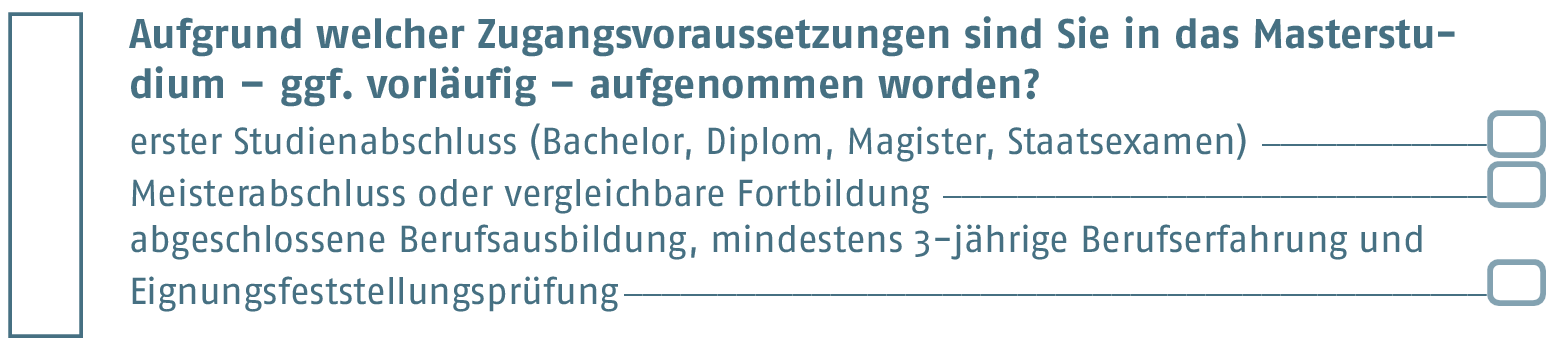 Aufgrund welcher Zugangsvoraussetzungen sind Sie in das Masterstu-
dium – ggf. vorläufig – aufgenommen worden?
erster Studienabschluss (Bachelor, Diplom, Magister, Staatsexamen)
Meisterabschluss oder vergleichbare Fortbildung
abgeschlossene Berufsausbildung, mindestens 3-jährige Berufserfahrung und
Eignungsfeststellungsprüfung